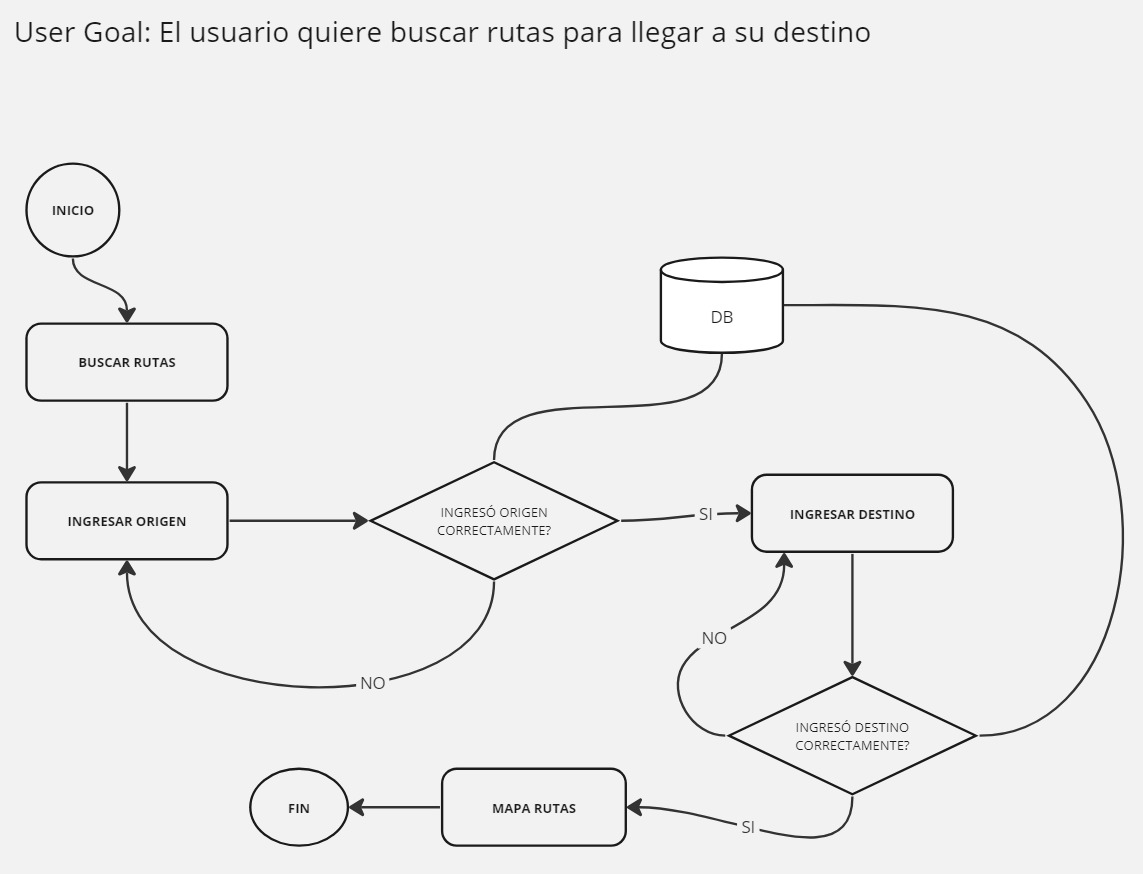 User Goal: El usuario quiere buscar rutas para llegar a su destino
INICIO
BUSCAR RUTAS
DB
INGRESAR ORIGEN
INGRESÓ ORIGEN
CORRECTAMENTE?
SI
INGRESAR DESTINO
NO
NO
INGRESÓ DESTINO
CORRECTAMENTE?
SI
MAPA RUTAS
FIN